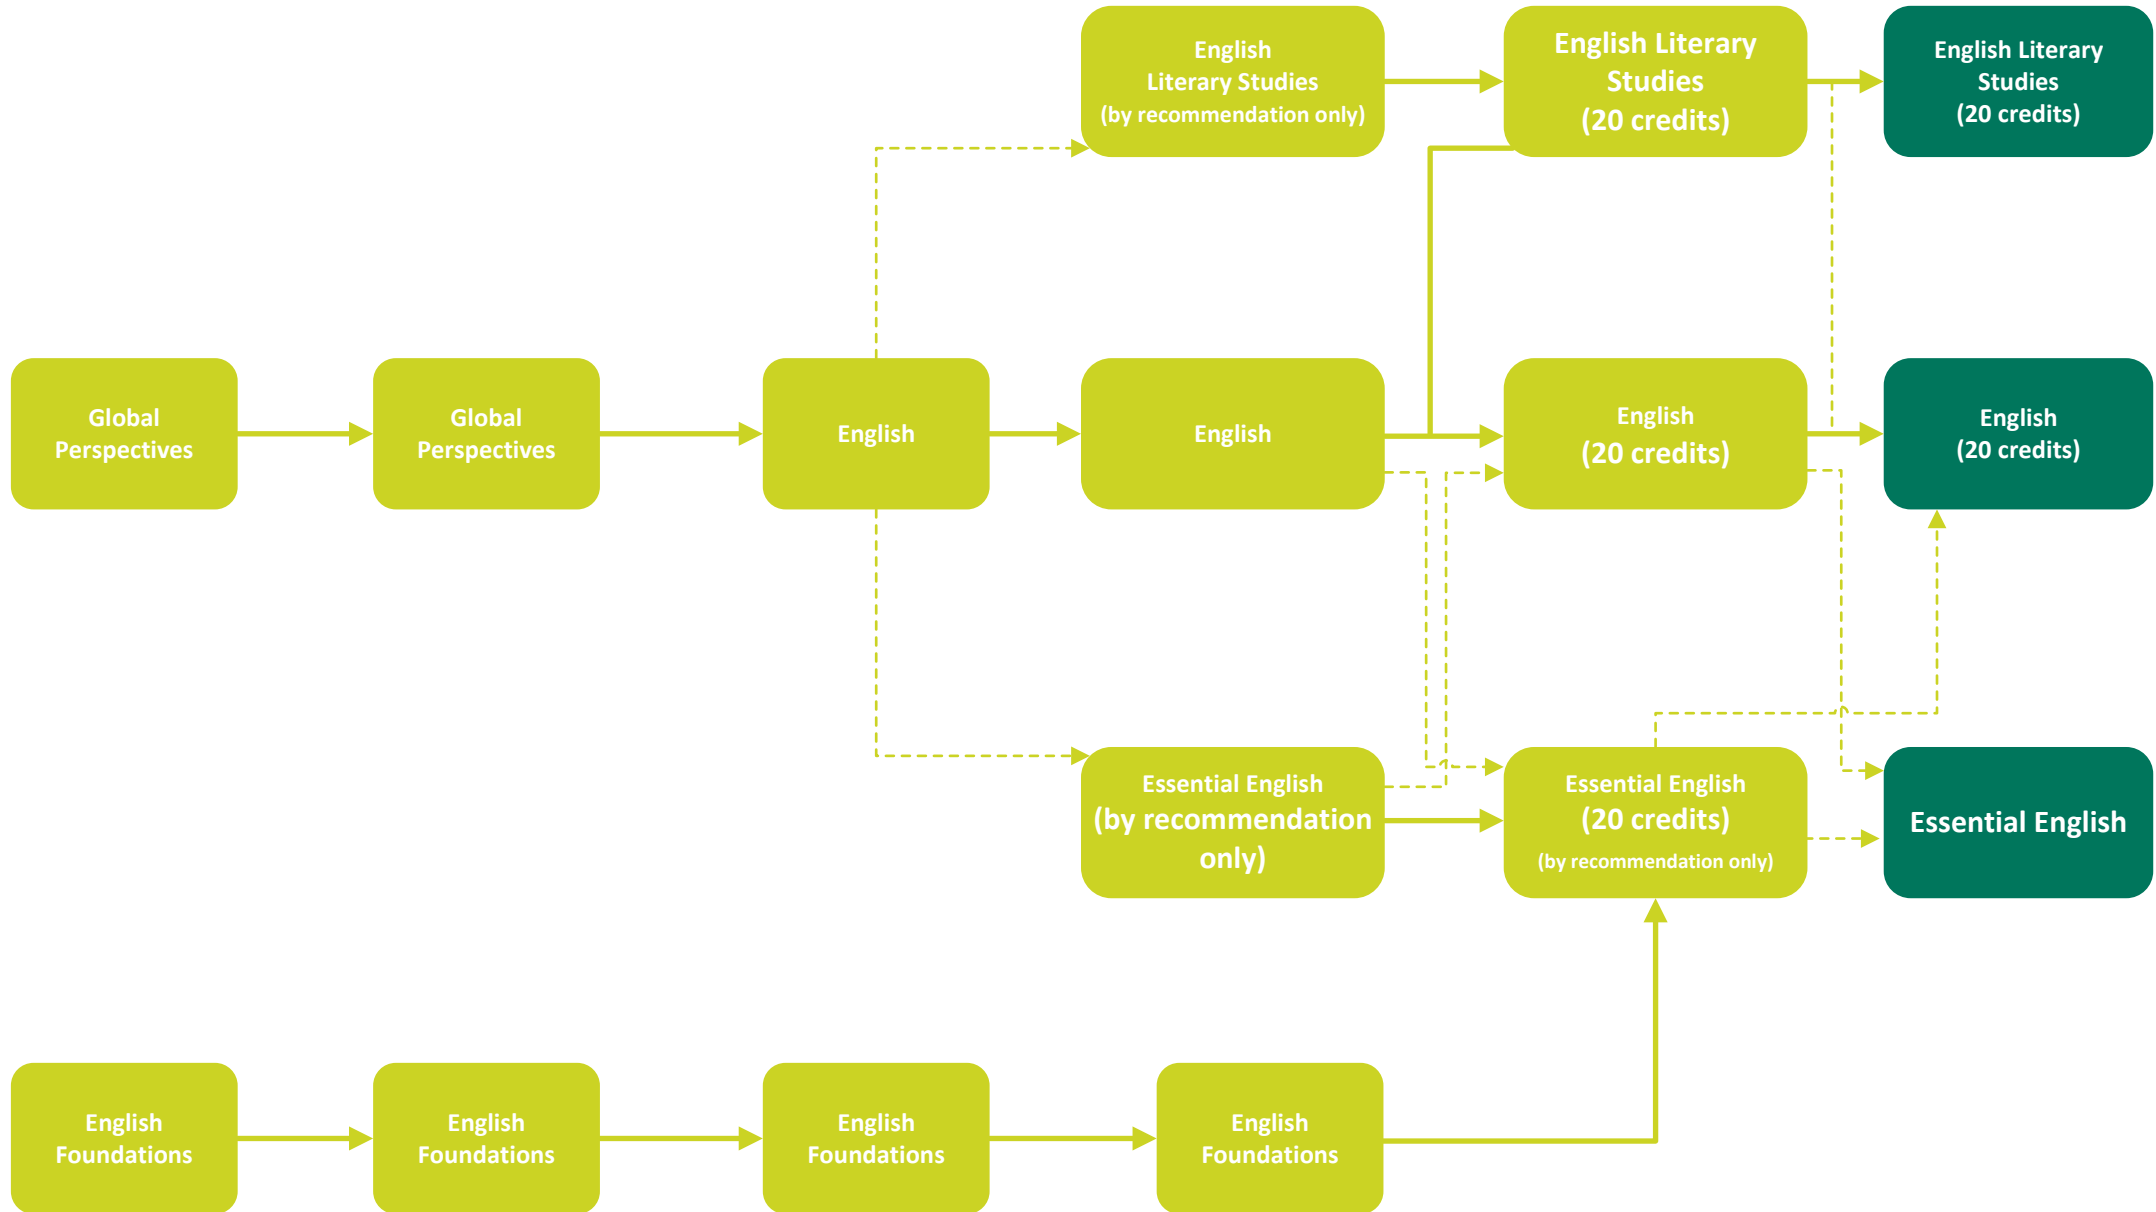 English
Literary Studies
(by recommendation only)
English Literary
Studies
(20 credits)
English Literary
Studies
(20 credits)
Global
Perspectives
Global
Perspectives
English
English
English
(20 credits)
English
(20 credits)
Essential English
(by recommendation
only)
Essential English
(20 credits)
(by recommendation only)
Essential English
English
Foundations
English
Foundations
English
Foundations
English
Foundations